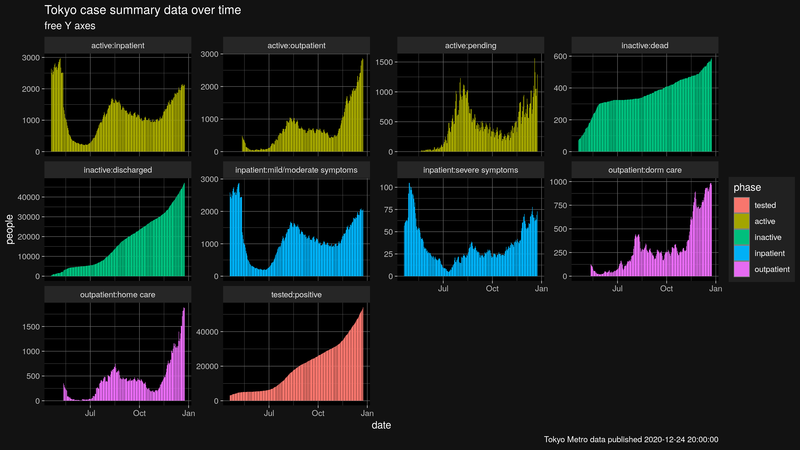 Tokyo case summary data over time
free Y axes
active:inpatient
active:outpatient
active:pending
inactive:dead
3000
2000
1000
0
3000
2000
1000
0
1500
1000
500
0
600
400
200
0
inactive:discharged
inpatient:mild/moderate symptoms
inpatient:severe symptoms
outpatient:dorm care
40000
30000
20000
10000
0
3000
2000
1000
0
100
75
50
25
0
1000
750
500
250
0
Jul Oct Jan
Jul Oct Jan
outpatient:home care
tested:positive
1500
1000
500
0
40000
20000
0
Jul Oct Jan
Jul Oct Jan
people
date
phase
tested
active
inactive
inpatient
outpatient
Tokyo Metro data published 2020-12-24 20:00:00